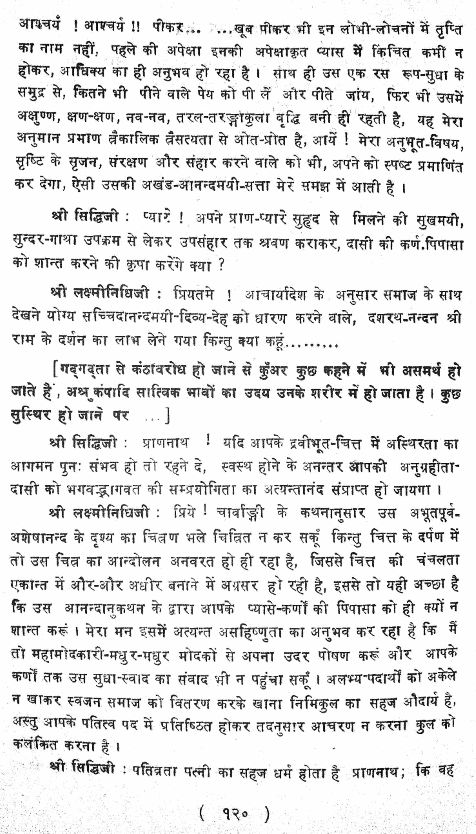 आश्चर्य ! आश्चर्य !! पीकर... ...खूब पीकर भी इन लोभी-लोचनों में तृप्ति
का नाम नहीं, पहले की अपेक्षा इनकी अपेक्षाकृत प्यास में किंचित कमी न
होकर, आधिक्य का ही अनुभव हो रहा है । साथ ही उस एक रस रूप-सुधा के
समुद्र से, कितने भी पीने वाले पेय को पी लें और पीते जांय, फिर भी उसमें
अक्षुण्ण, क्षण-क्षण, नव-नव, तरल-तरङ्गाकुला वृद्धि बनी ही रहती है, यह मेरा
अनुमान प्रमाण त्रैकालिक त्रैसत्यता से ओत-प्रोत है, आर्ये ! मेरा अनुभूत-विषय,
सृष्टि के सृजन, संरक्षण और संहार करने वाले को भी, अपने को स्पष्ट प्रमाणित
कर देगा, ऐसी उसकी अखंड-आनन्दमयी-सत्ता मेरे समझ में आती है ।
श्री सिद्धिजी : प्यारे ! अपने प्राण-प्यारे सुहृद से मिलने की सुखमयी,
सुन्दर-गाथा उपक्रम से लेकर उपसंहार तक श्रवण कराकर, दासी की कर्ण.पिपासा
को शान्त करने की कृपा करेंगे क्या ?
श्री लक्ष्मीनिधिजी : प्रियतमे ! आचार्यादेश के अनुसार समाज के साथ
देखने योग्य सच्चिदानन्दमयी-दिव्य-देह को धारण करने वाले, दशरथ-नन्दन श्री
राम के दर्शन का लाभ लेने गया किन्तु क्या कहूं.........
[गद्‌गद्ता से कंठावरोध हो जाने से कुँअर कुछ कहने में भी असमर्थ हो
जाते हैं, अश्रु कंपादि सात्विक भावों का उदय उनके शरीर में हो जाता है । कुछ
सुस्थिर हो जाने पर ...]
श्री सिद्धिजी : प्राणनाथ ! यदि आपके द्रवीभूत-चित्त में अस्थिरता का
आगमन पुनः संभव हो तो रहने दे, स्वस्थ होने के अनन्तर आपकी अनुग्रहीता-
दासी को भगवद्भागवत की सम्प्रयोगिता का अत्यन्तानंद संप्राप्त हो जायगा ।
श्री लक्ष्मीनिधिजी : प्रिये ! चार्वाङ्गी के कथनानुसार उस अभूतपूर्व-
अशेषानन्द के दृश्य का चित्रण भले चित्रित न कर सकूँ किन्तु चित्त के दर्पण में
तो उस चित्र का आन्दोलन अनवरत हो ही रहा है, जिससे चित्त की चंचलता
एकान्त में और-और अधीर बनाने में अग्रसर हो रही है, इससे तो यही अच्छा है
कि उस आनन्दानुकथन के द्वारा आपके प्यासे-कर्णों की पिपासा को ही क्यों न
शान्त करूं । मेरा मन इसमें अत्यन्त असहिष्णुता का अनुभव कर रहा है कि मैं
तो महामोदकारी-मधुर-मधुर मोदकों से अपना उदर पोषण करूं और आपके
कर्णों तक उस सुधा-स्वाद का संवाद भी न पहुंचा सकूँ । अलभ्य-पदार्थो को अकेले
न खाकर स्वजन समाज को वितरण करके खाना निमिकुल का सहज औदार्य है,
अस्तु आपके पतित्व पद में प्रतिष्ठित होकर तदनुसार आचरण न करना कुल को
कलंकित करना है ।
श्री सिद्धिजी : पतिव्रता पत्नी का सहज धर्म होता है प्राणनाथ; कि वह
( १२० )